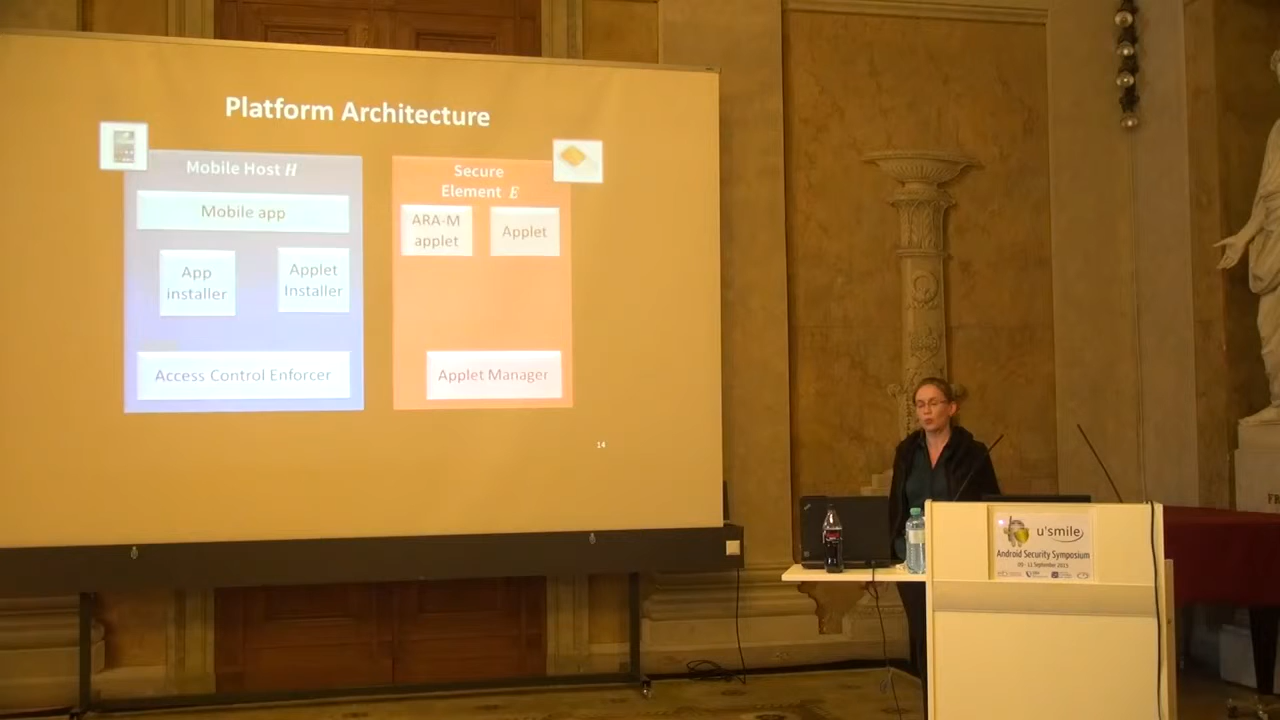 Platform Architecture
Mobile Host H
Mobile app
App
installer
Applet
Installer
Access Control Enforcer
Secure
Element E
ARA-M
applet
Applet
Applet Manager
14
u'smile
Android Security Symposium